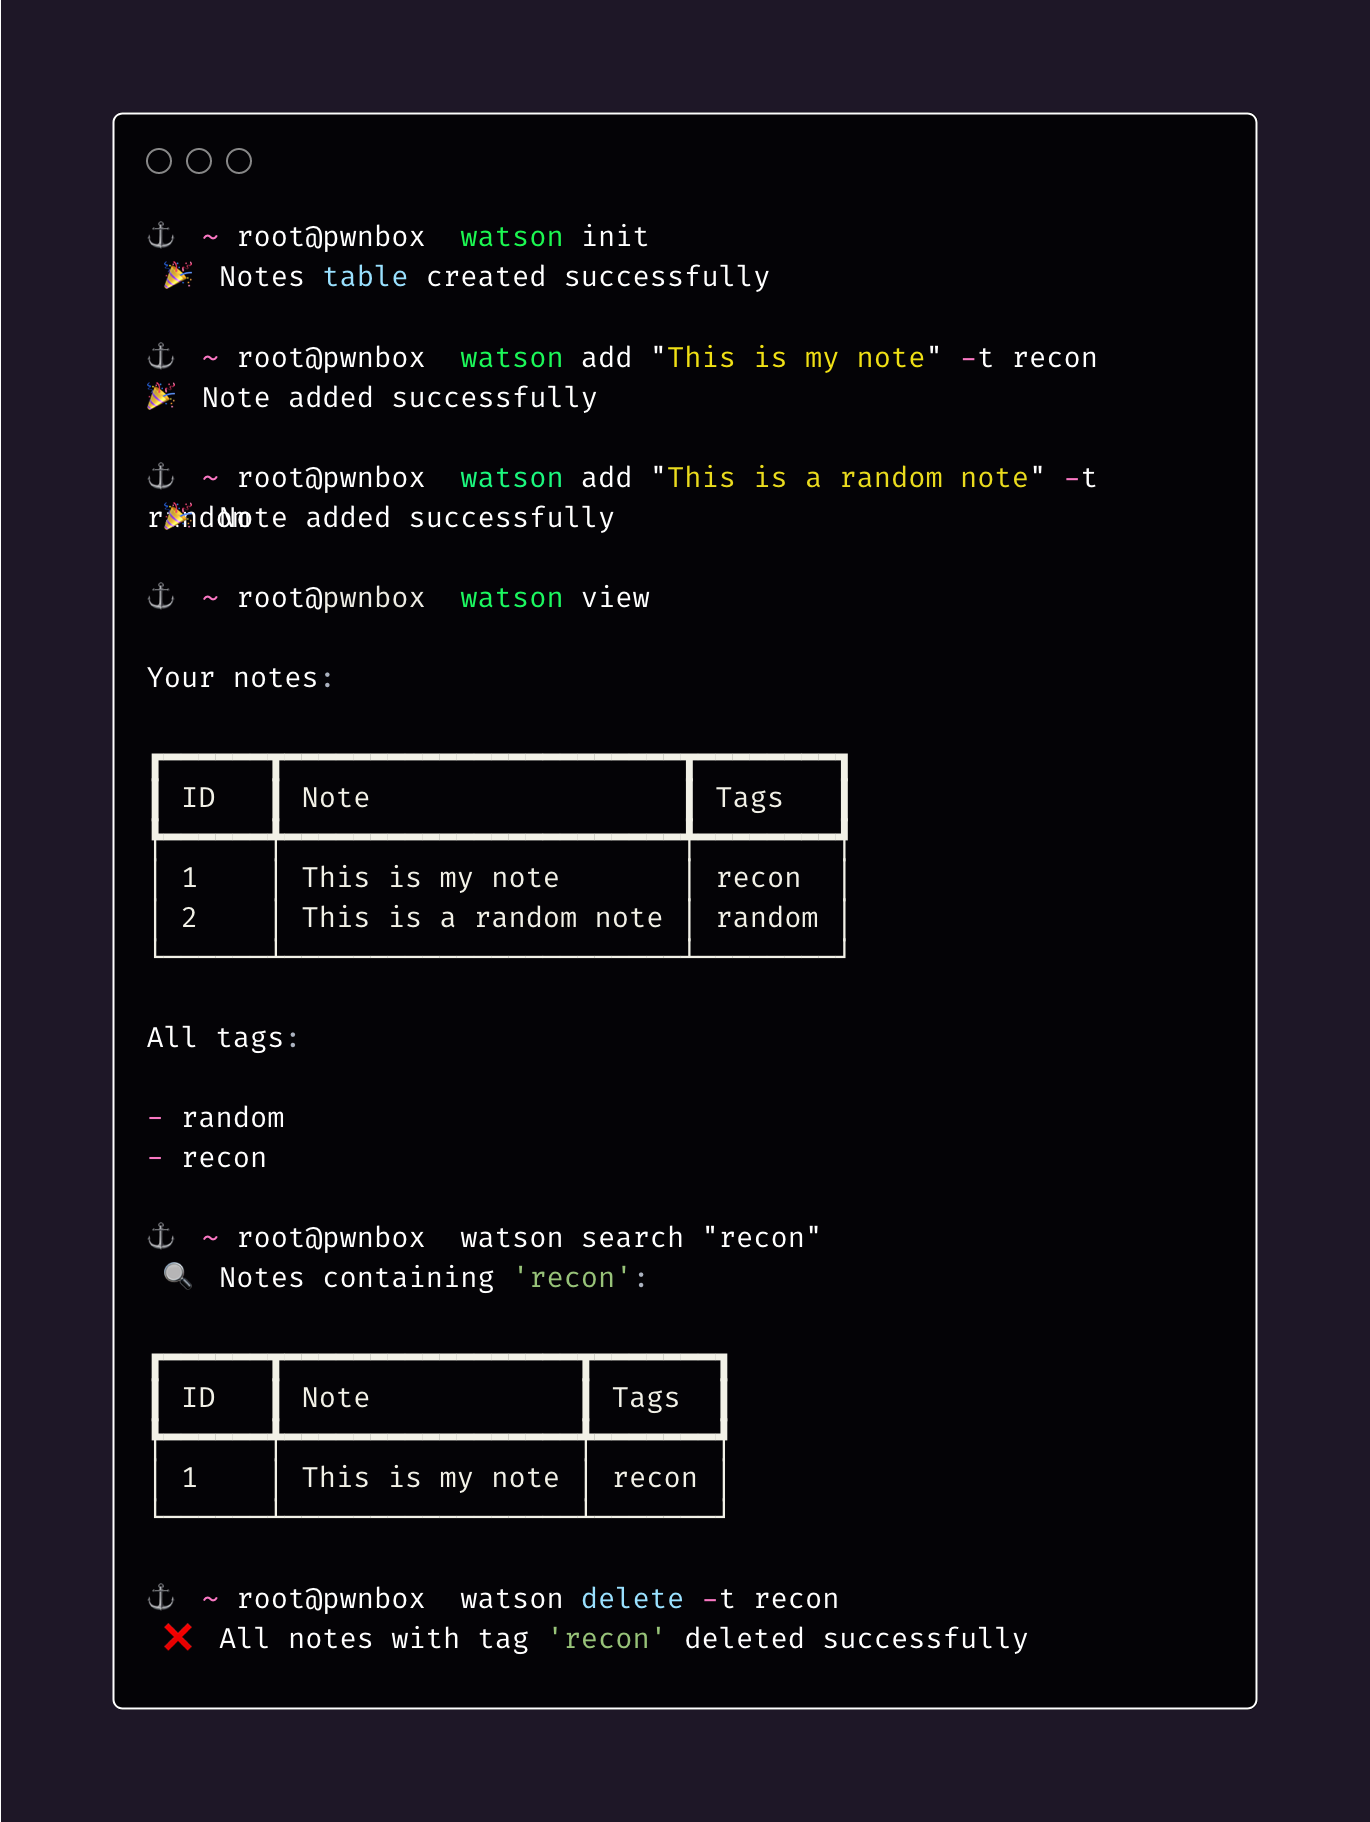 ⚓ ~ root@pwnbox watson init
🎉 Notes table created successfully
⚓ ~ root@pwnbox watson add "This is my note" -t recon
🎉 Note added successfully
⚓ ~ root@pwnbox watson add "This is a random note" -t
random
🎉 Note added successfully
⚓ ~ root@pwnbox watson view
Your notes:
ID Note Tags
1 This is my note recon
2 This is a random note random
All tags:
- random
- recon
⚓ ~ root@pwnbox watson search "recon"
🔍 Notes containing 'recon':
ID Note Tags
1 This is my note recon
⚓ ~ root@pwnbox watson delete -t recon
❌ All notes with tag 'recon' deleted successfully